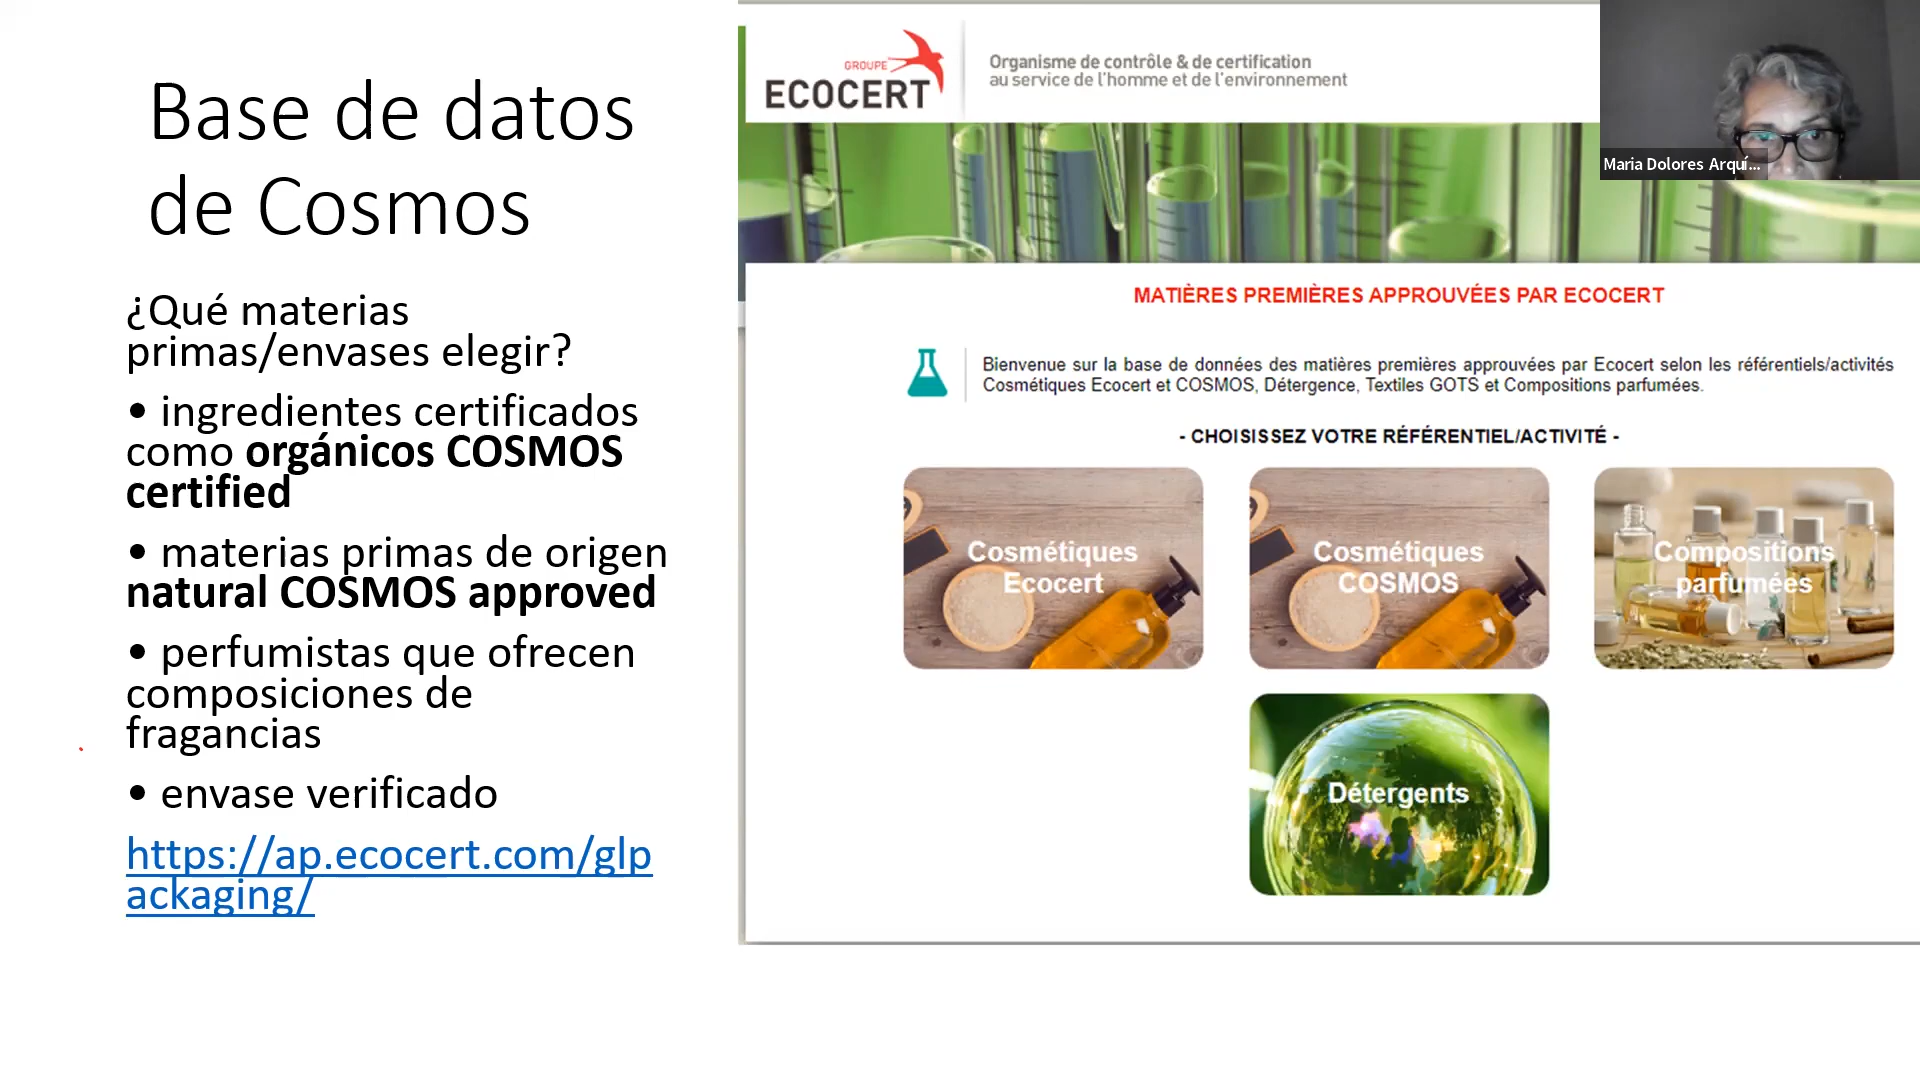 Base de datos
de Cosmos
¿Qué materias
primas/envases elegir?
• ingredientes certificados
como orgánicos COSMOS
certified
• materias primas de origen
natural COSMOS approved
• perfumistas que ofrecen
composiciones de
fragancias
• envase verificado
https://ap.ecocert.com/glp
ackaging/
GROUPE
ECOCERT
Organisme de contrôle & de certification
au service de l'homme et de l'environnement
Maria Dolores Arquí...
MATIÈRES PREMIÈRES APPROUVÉES PAR ECOCERT
Bienvenue sur la base de données des matières premières approuvées par Ecocert selon les référentiels/activités
Cosmétiques Ecocert et COSMOS, Détergence, Textiles GOTS et Compositions parfumées.
- CHOISISSEZ VOTRE RÉFÉRENTIEL/ACTIVITÉ -
Cosmétiques
Ecocert
Cosmétiques
COSMOS
Compositions
parfumées
Détergents